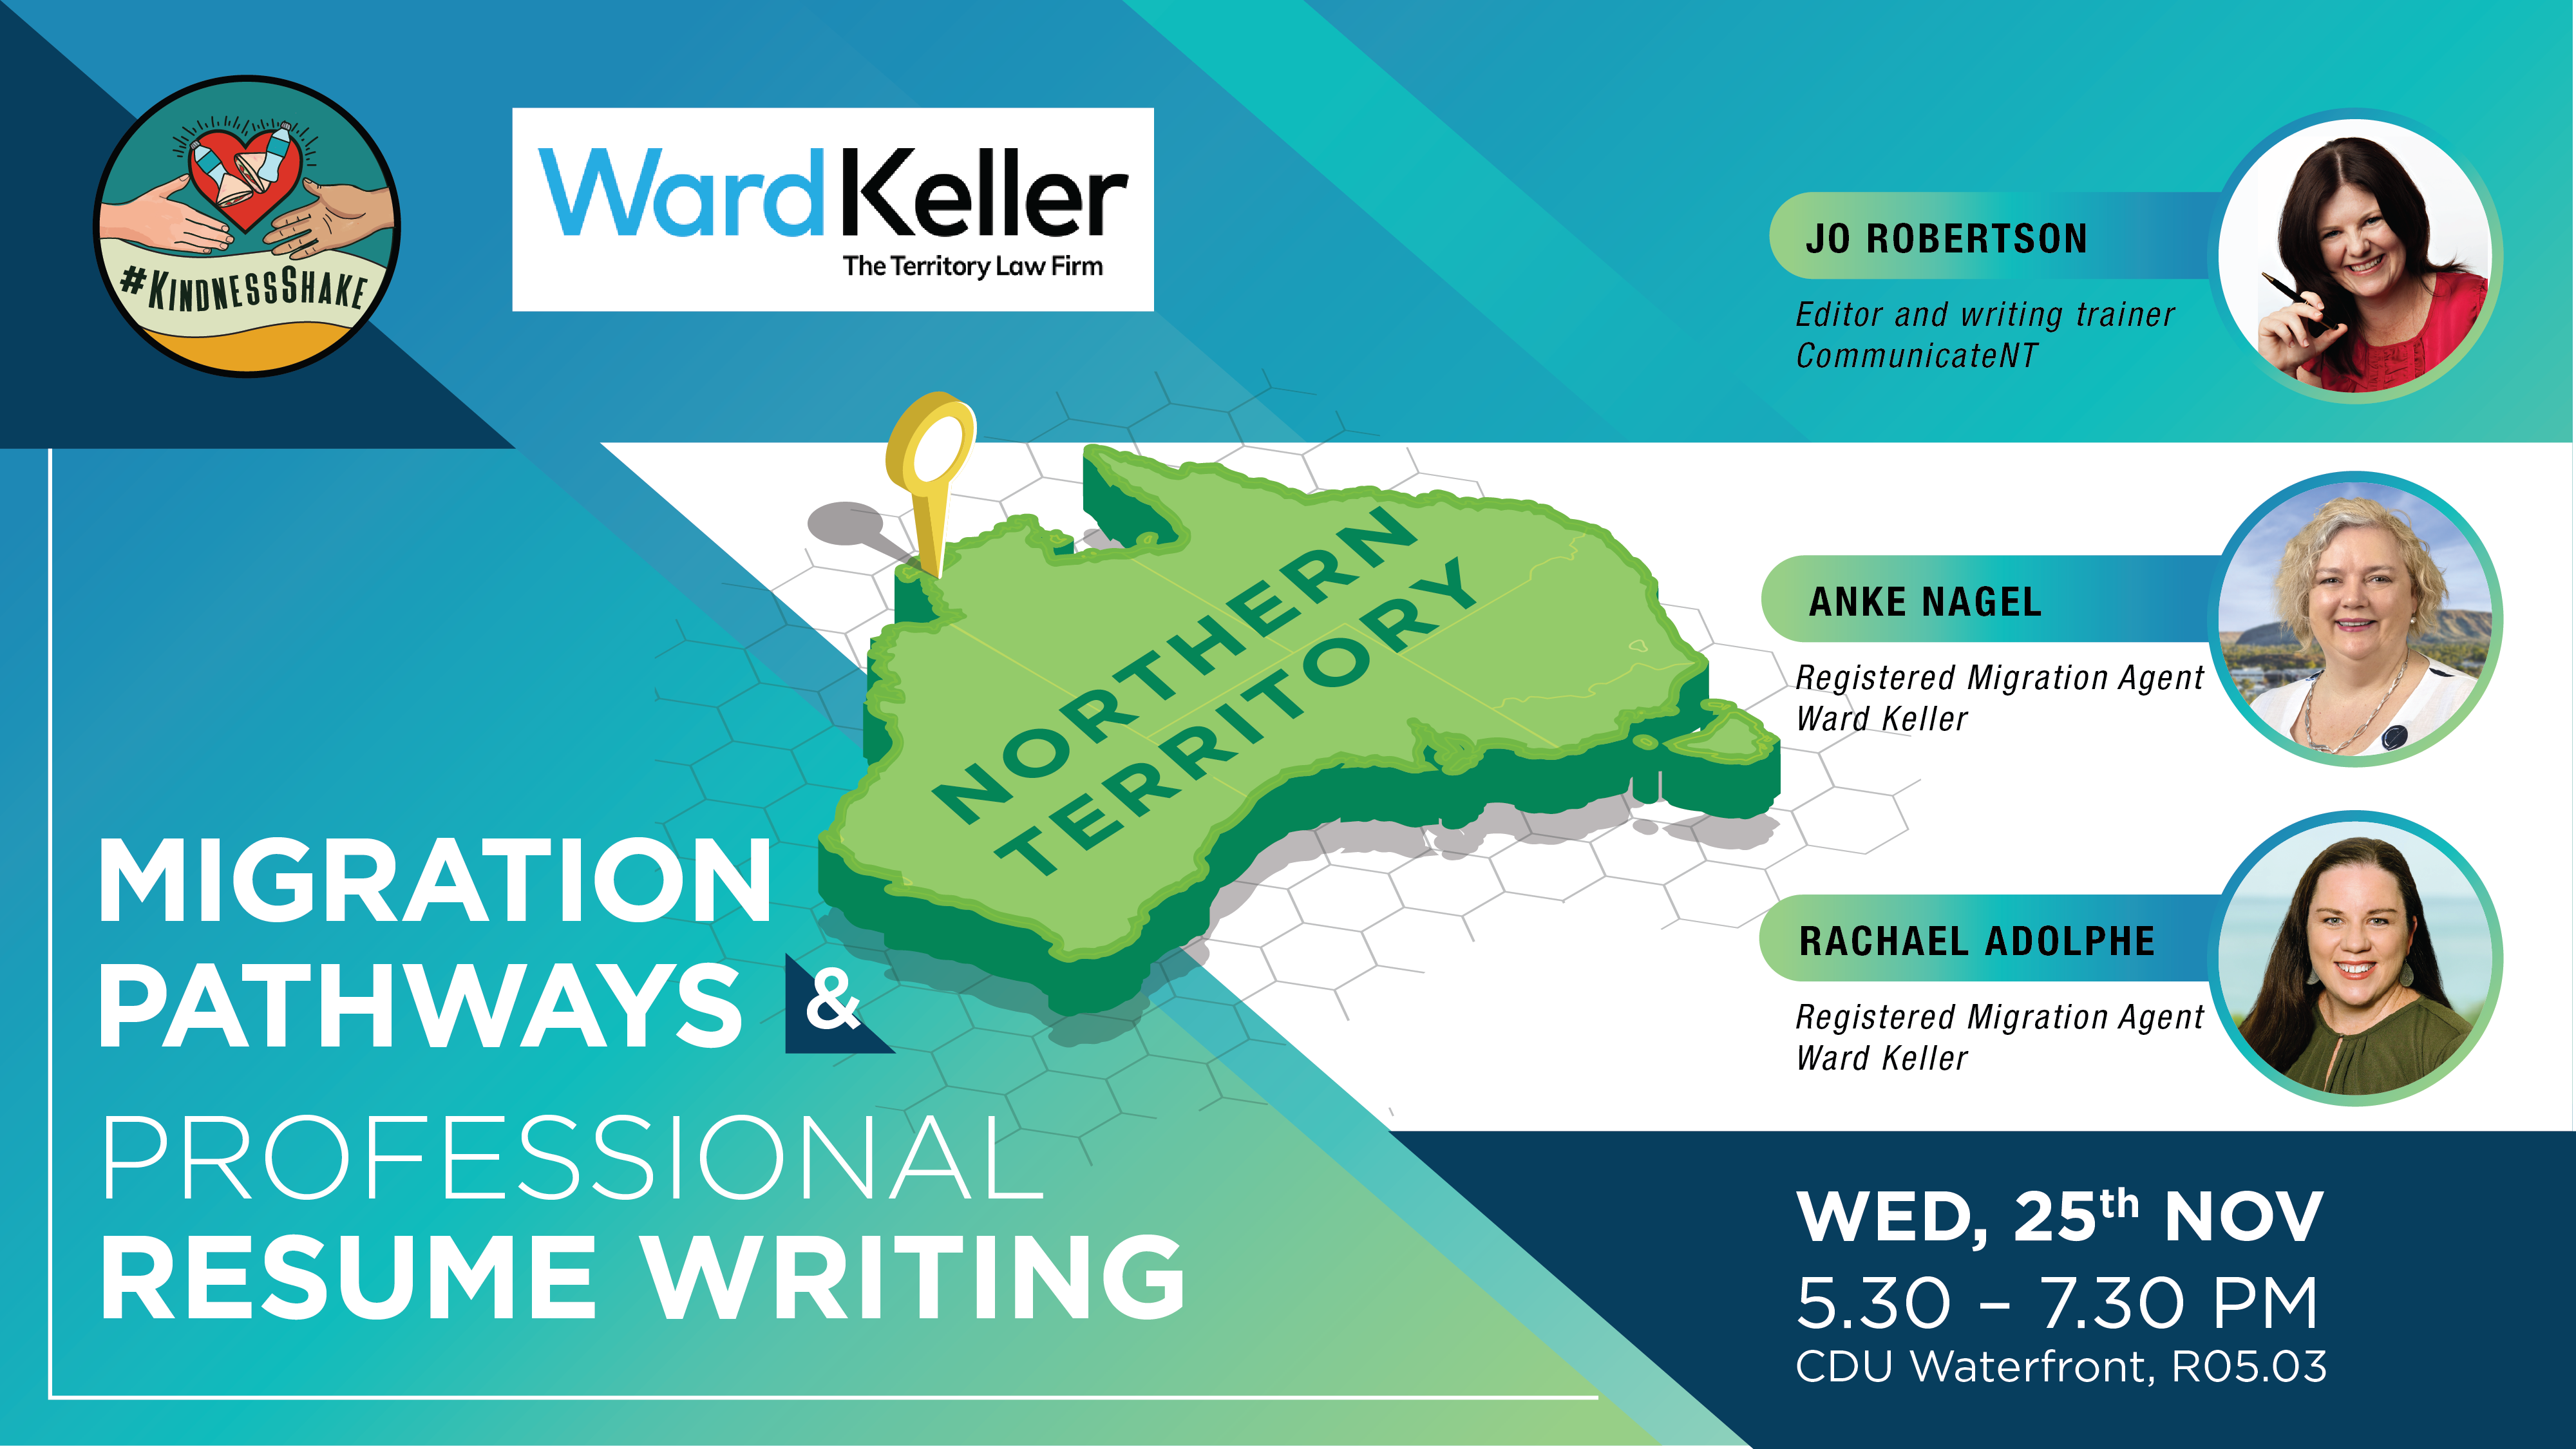 #KINDNESSSHAKE
WardKeller
The Territory Law Firm
JO ROBERTSON
Editor and writing trainer
CommunicateNT
NORTHERN
TERRITORY
ANKE NAGEL
Registered Migration Agent
Ward Keller
RACHAEL ADOLPHE
Registered Migration Agent
Ward Keller
MIGRATION
PATHWAYS &
PROFESSIONAL
RESUME WRITING
WED, 25th NOV
5.30 – 7.30 PM
CDU Waterfront, R05.03